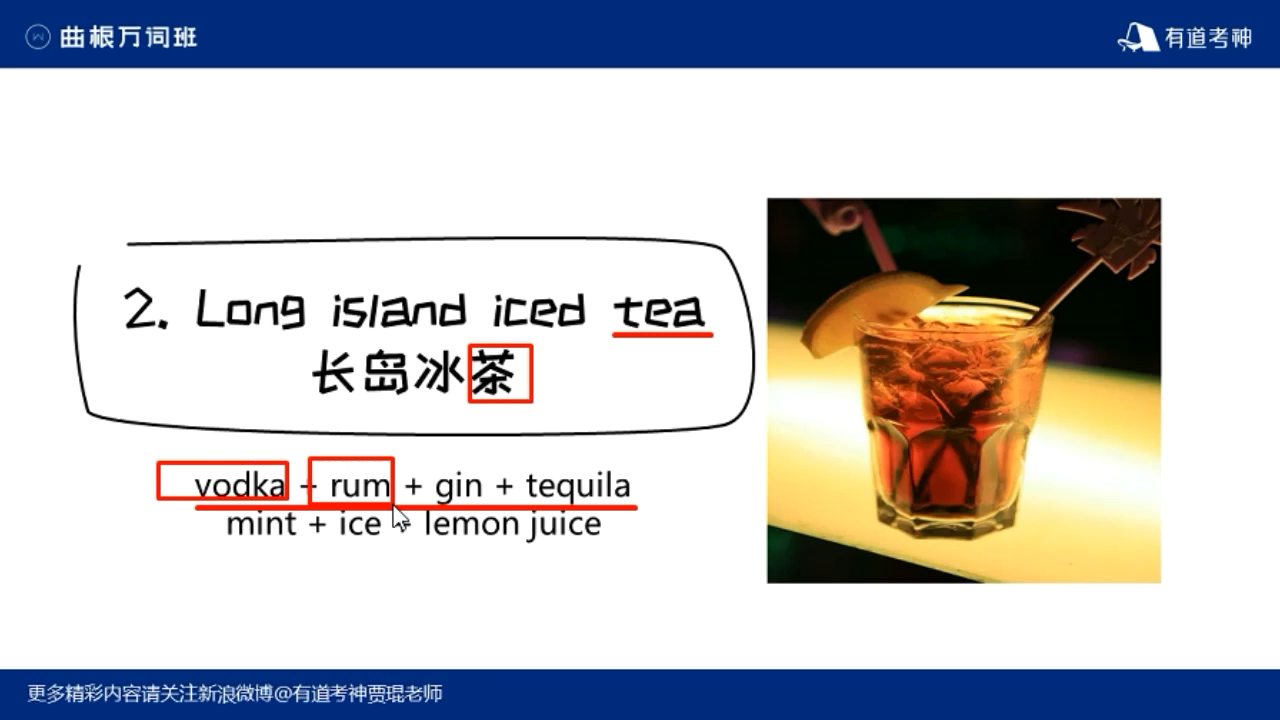 曲根万词班
有道考神
2. Long island iced tea
长岛冰茶
vodka + rum + gin + tequila
mint + ice + lemon juice
更多精彩内容请关注新浪微博@有道考神贾琨老师